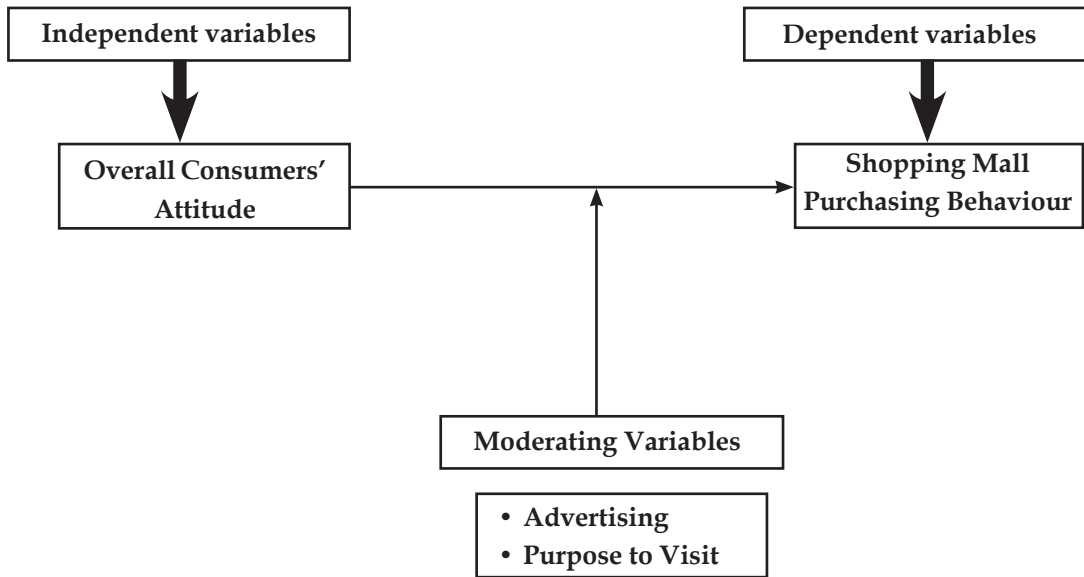 Independent variables
Dependent variables
Overall Consumers’
Attitude
Shopping Mall
Purchasing Behaviour
Moderating Variables
• Advertising
• Purpose to Visit